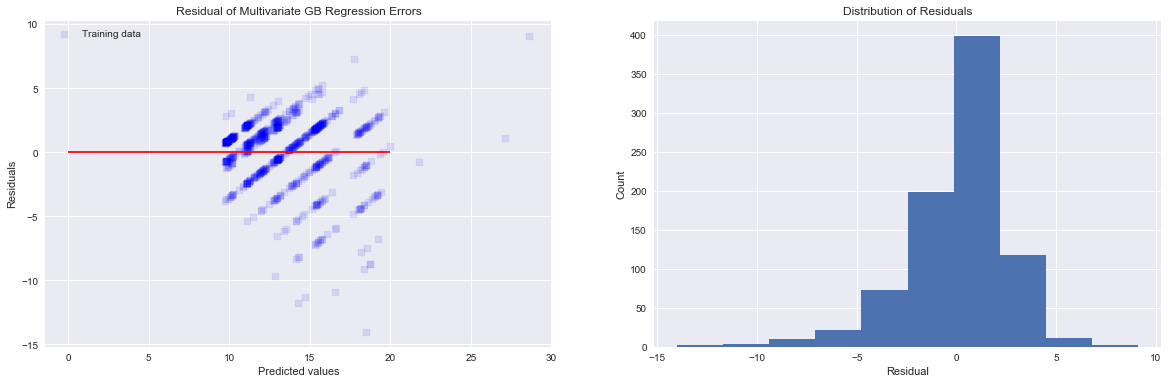 Residual of Multivariate GB Regression Errors
Training data
10
5
0
−5
−10
−15
Residuals
0 5 10 15 20 25 30
Predicted values
Distribution of Residuals
400
350
300
250
200
150
100
50
0
Count
−15 −10 −5 0 5 10
Residual